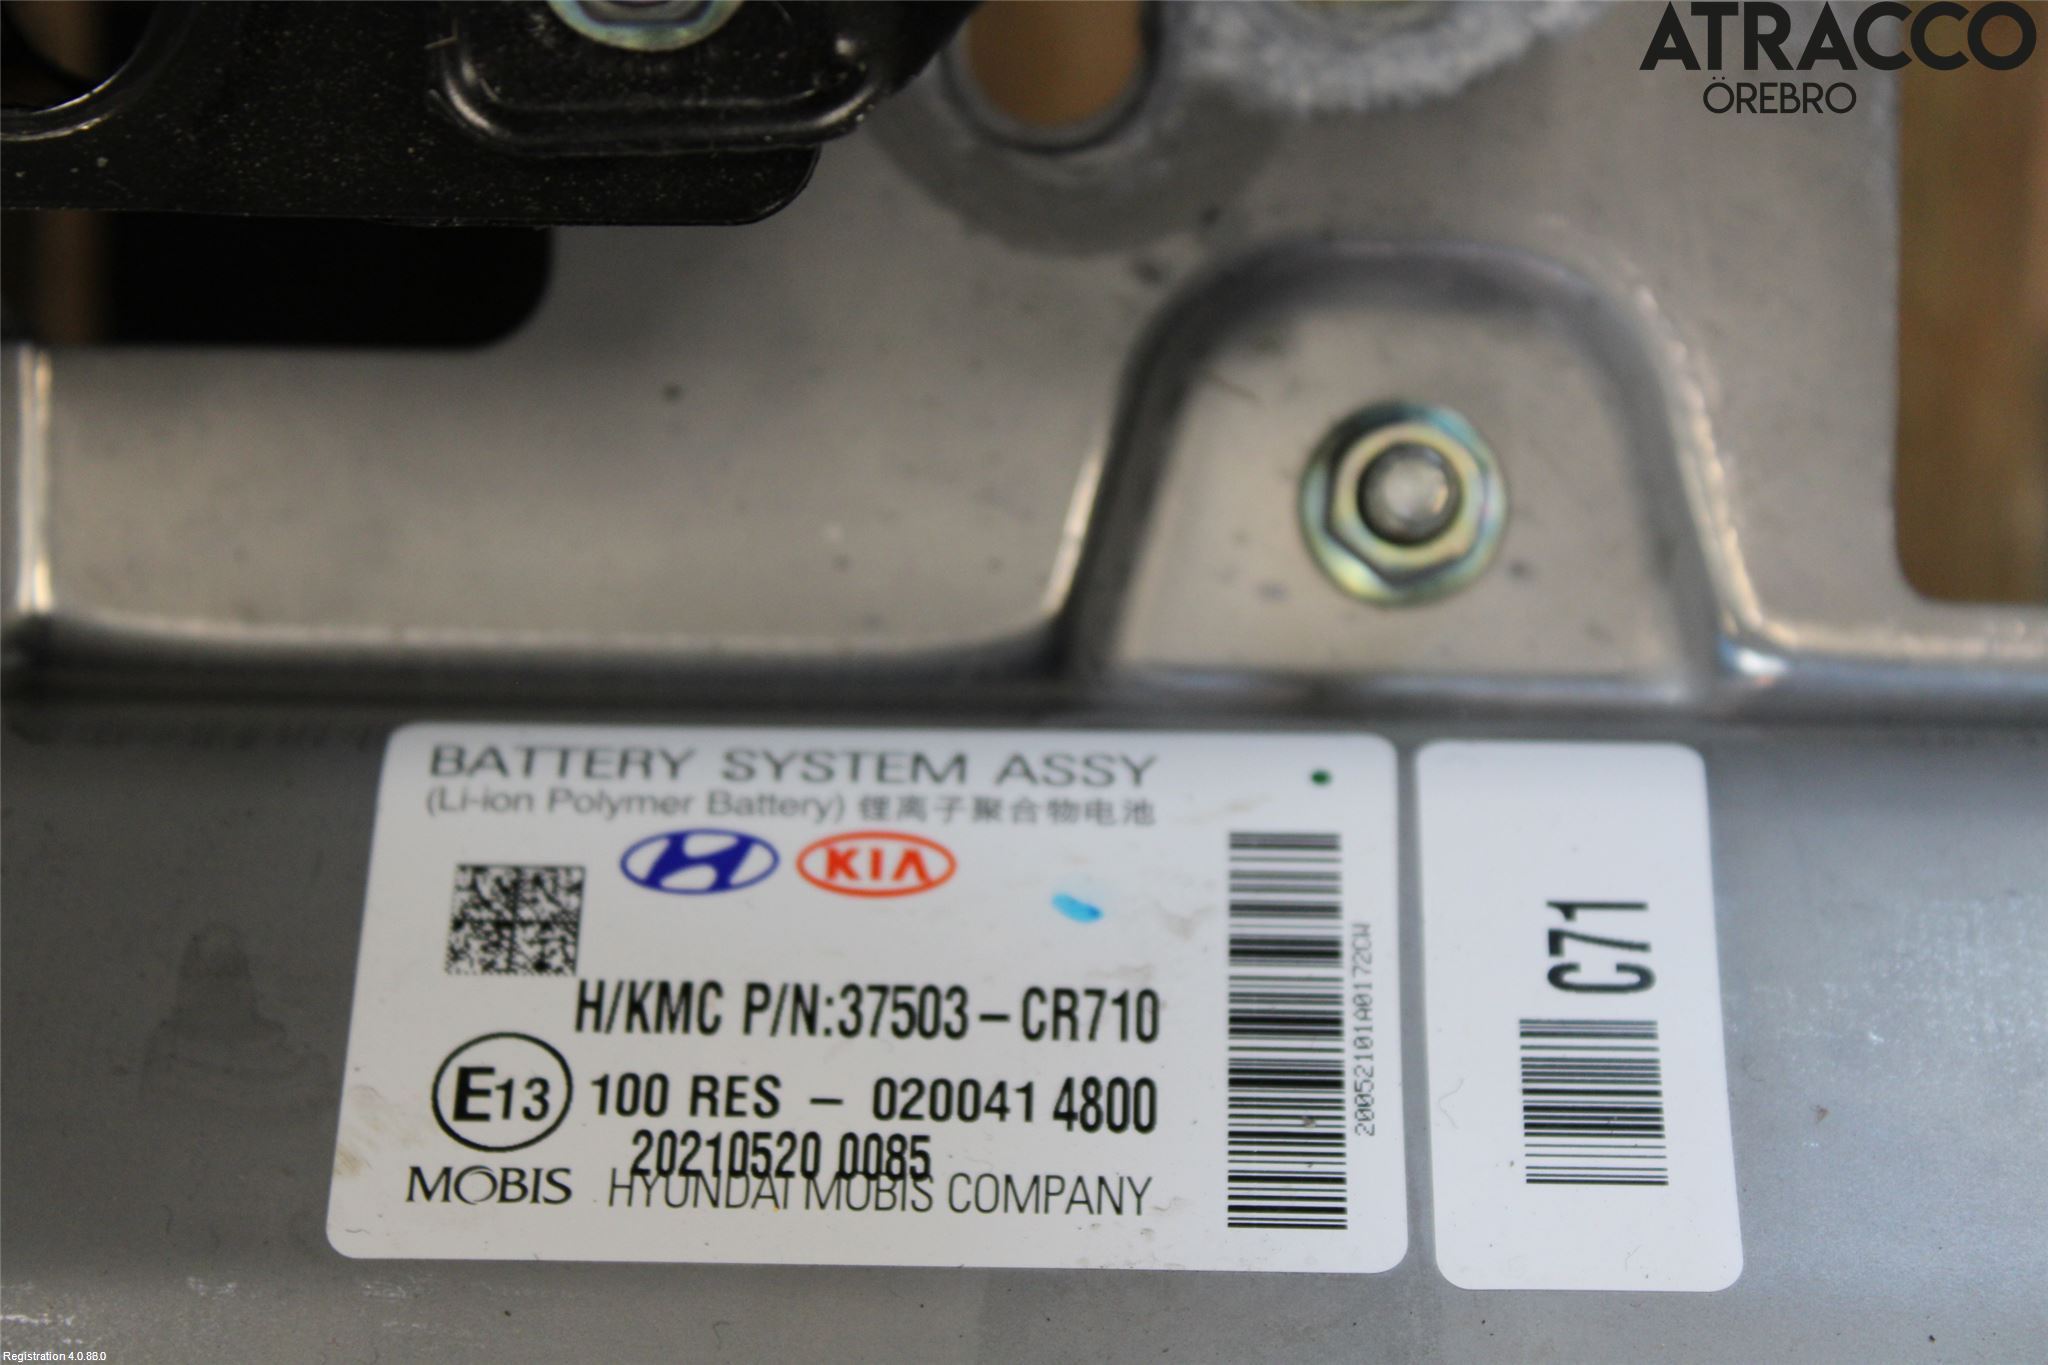 ATRACCO
ÖREBRO
BATTERY SYSTEM ASSY
(Li-ion Polymer Battery) 锂离子聚合物电池
KIA
H/KMC P/N:37503-CR710
E13 100 RES - 020041 4800
20210520 0085
MOBIS HYUNDAI MOBIS COMPANY
20052101A0172CW
C71
Registration 4.0.86.0